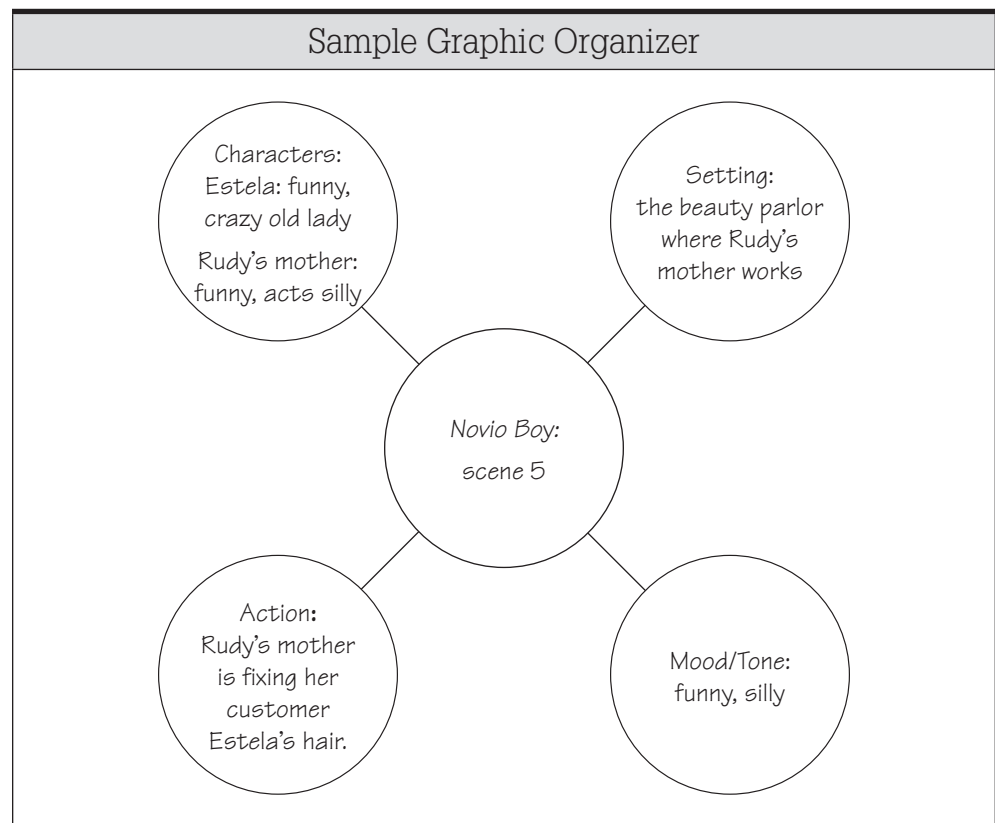 Sample Graphic Organizer
Characters:
Estela: funny,
crazy old lady
Rudy's mother:
funny, acts silly
Setting:
the beauty parlor
where Rudy's
mother works
Novio Boy:
scene 5
Action:
Rudy's mother
is fixing her
customer
Estela's hair.
Mood/Tone:
funny, silly